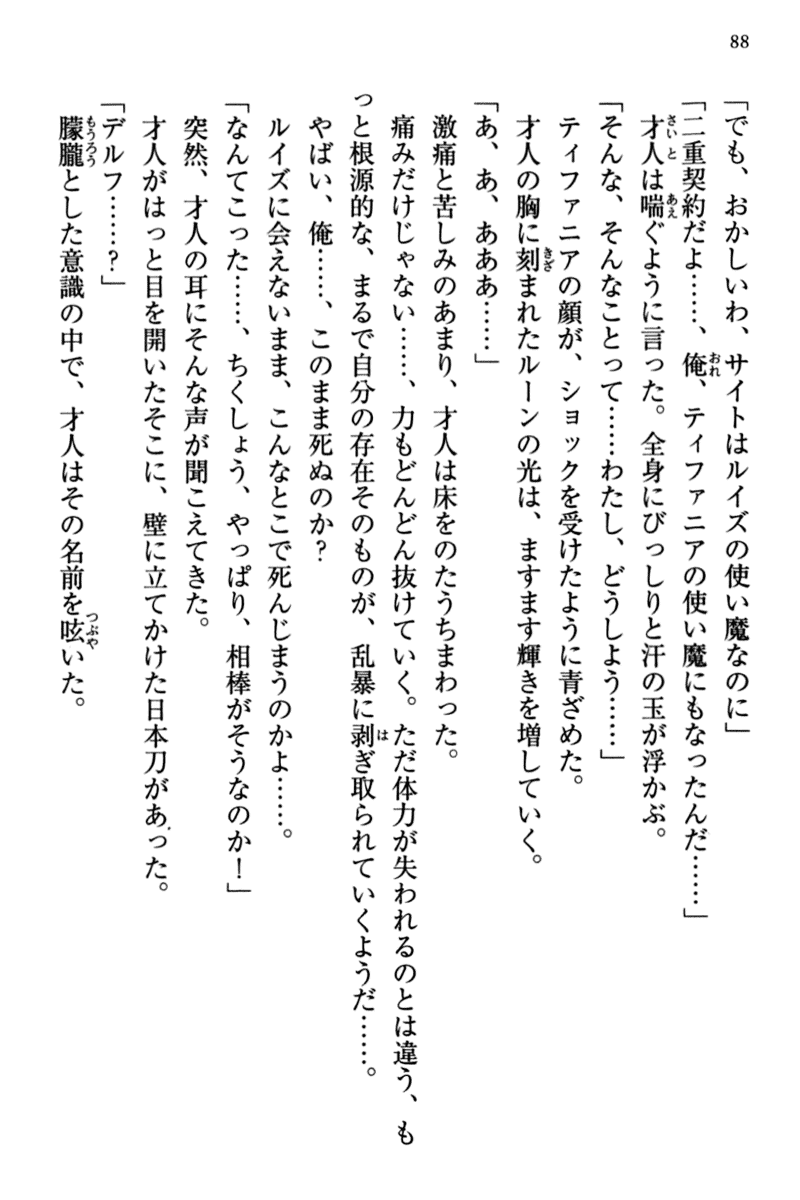 88
「でも、おかしいわ、サイトはルイズの使い魔なのに」
「二重契約だよ……、俺、ティファニアの使い魔にもなったんだ……」
才人は喘ぐように言った。全身にびっしりと汗の玉が浮かぶ。
「そんな、そんなことって……わたし、どうしよう……」
ティファニアの顔が、ショックを受けたように青ざめた。
才人の胸に刻まれたルーンの光は、ますます輝きを増していく。
「あ、あ、あああ……」
激痛と苦しみのあまり、才人は床をのたうちまわった。
痛みだけじゃない……、力もどんどん抜けていく。ただ体力が失われるのとは違う、も
っと根源的な、まるで自分の存在そのものが、乱暴に剥ぎ取られていくようだ……。
やばい、俺……、このまま死ぬのか?
ルイズに会えないまま、こんなとこで死んじまうのかよ……。
「なんてこった……、ちくしょう、やっぱり、相棒がそうなのか!」
突然、才人の耳にそんな声が聞こえてきた。
才人がはっと目を開いたそこに、壁に立てかけた日本刀があった。
「デルフ……?」
朦朧とした意識の中で、才人はその名前を呟いた。